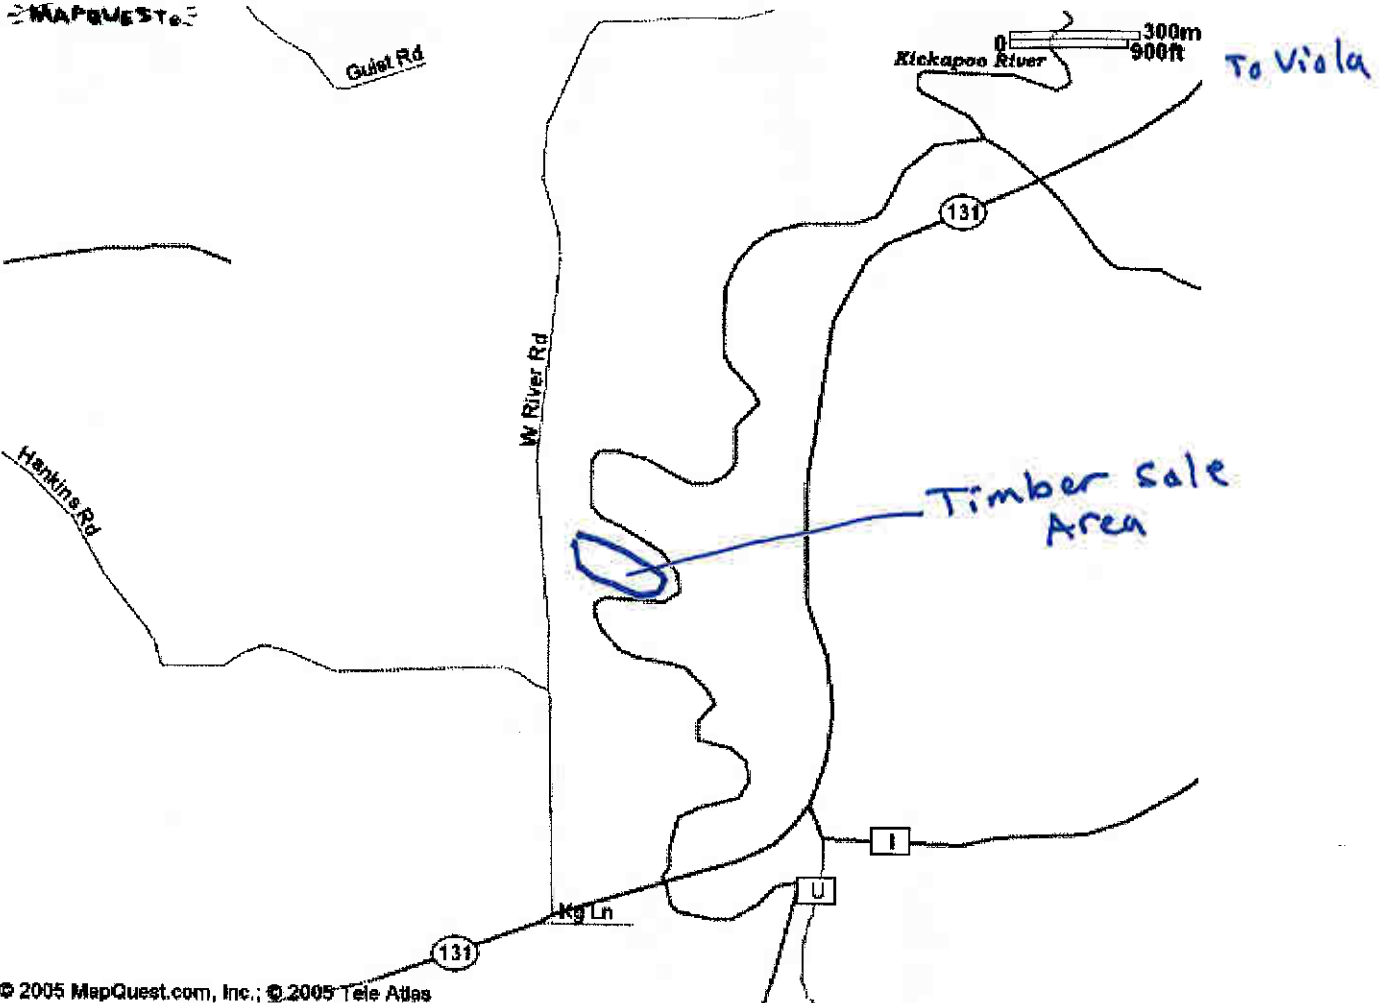 MAPQUEST
Guist Rd
0
300m
900ft
Kickapoo River
To Viola
131
W River Rd
Hankins Rd
Timber Sale
Area
I
U
Kg Ln
131
© 2005 MapQuest.com, Inc.; © 2005 Tele Atlas